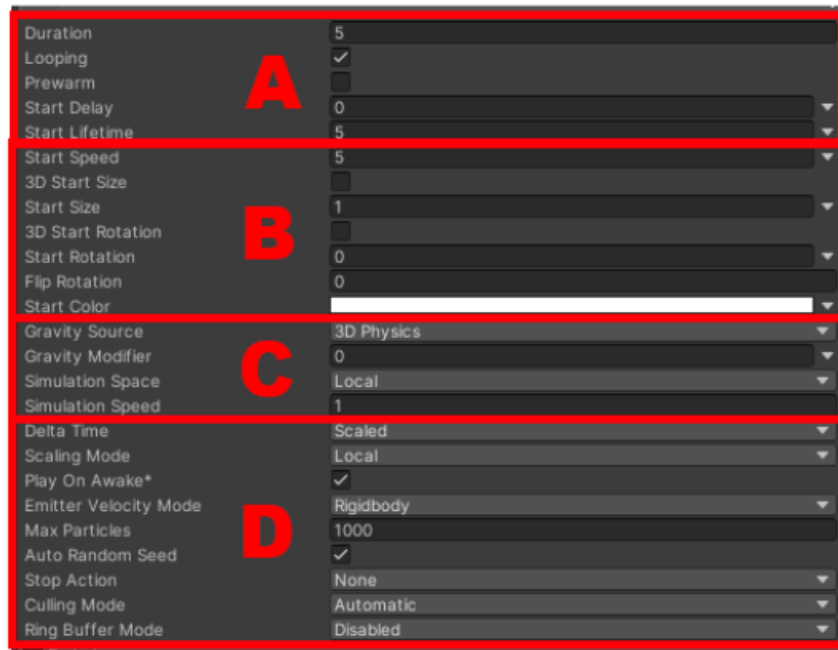 Duration 5
Looping
Prewarm
Start Delay 0
Start Lifetime 5
A
Start Speed 5
3D Start Size
Start Size 1
3D Start Rotation
Start Rotation 0
Flip Rotation 0
Start Color
B
Gravity Source 3D Physics
Gravity Modifier 0
Simulation Space Local
Simulation Speed 1
C
Delta Time Scaled
Scaling Mode Local
Play On Awake*
Emitter Velocity Mode Rigidbody
Max Particles 1000
Auto Random Seed
Stop Action None
Culling Mode Automatic
Ring Buffer Mode Disabled
D